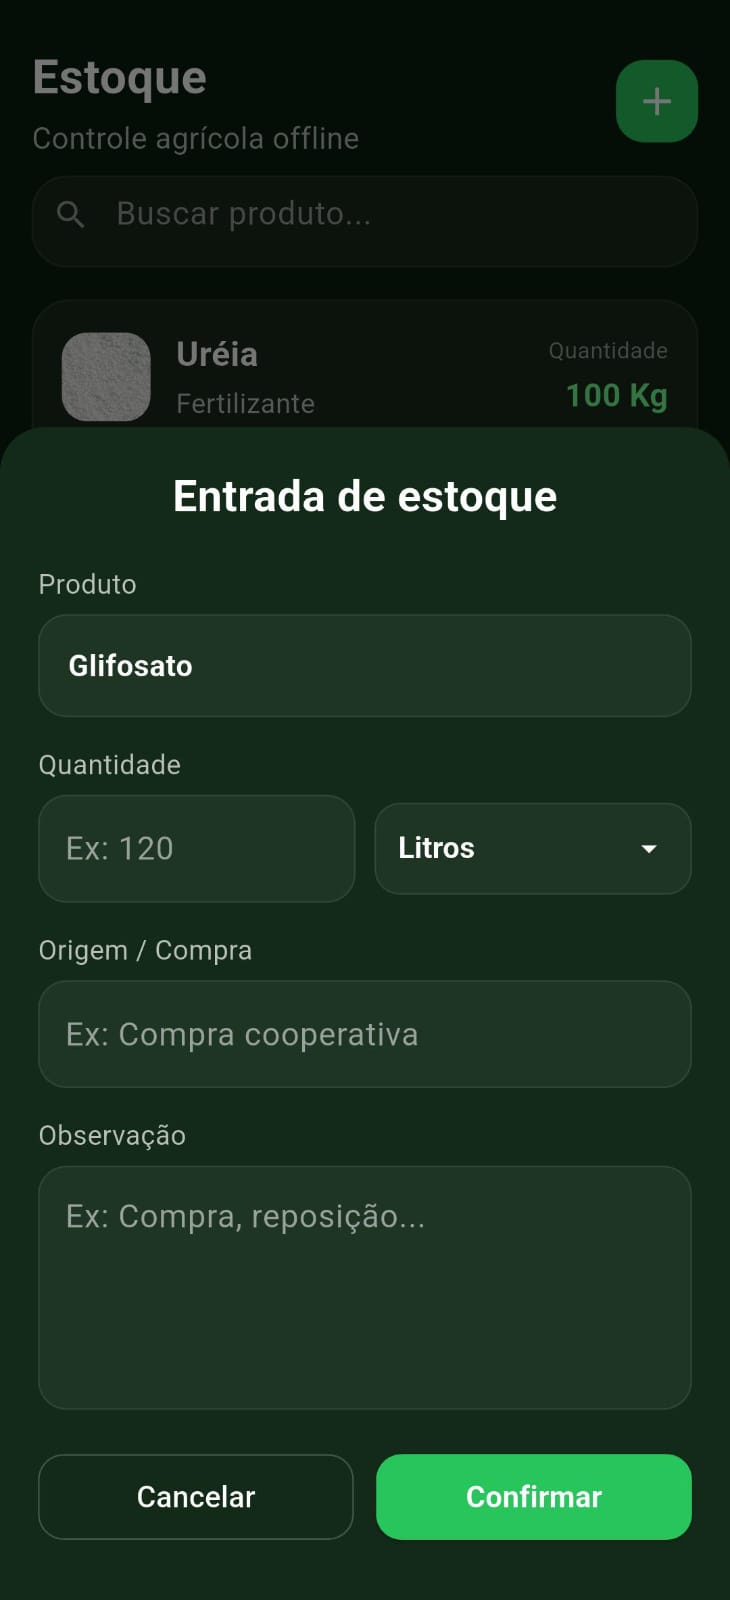 Estoque
Controle agrícola offline
Buscar produto...
Uréia
Quantidade
Fertilizante
100 Kg
Entrada de estoque
Produto
Glifosato
Quantidade
Ex: 120
Litros
Origem / Compra
Ex: Compra cooperativa
Observação
Ex: Compra, reposição...
Cancelar
Confirmar